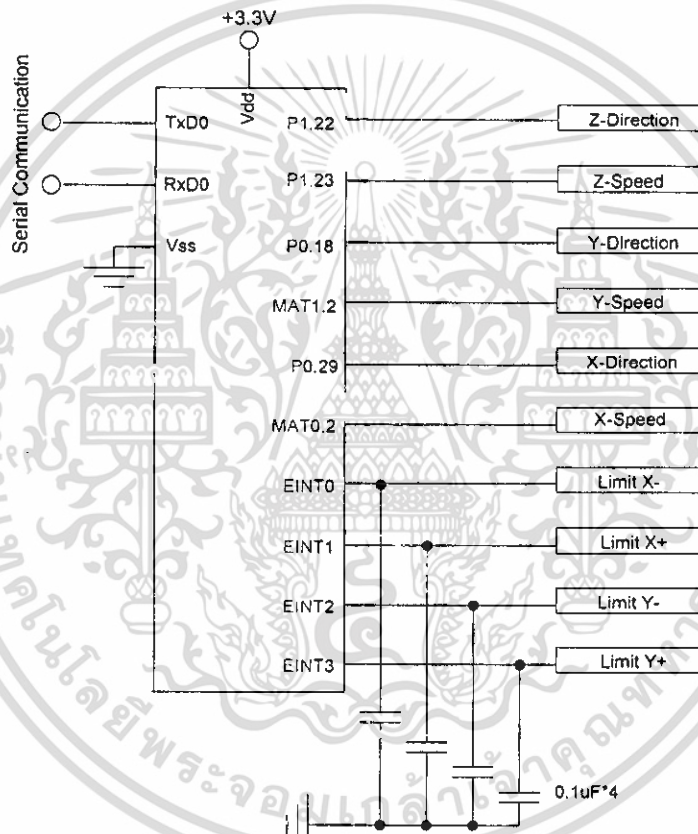 +3.3V
Serial Communication
Vdd
TxD0
RxD0
Vss
P1.22
P1.23
P0.18
MAT1.2
P0.29
MAT0.2
EINT0
EINT1
EINT2
EINT3
Z-Direction
Z-Speed
Y-Direction
Y-Speed
X-Direction
X-Speed
Limit X-
Limit X+
Limit Y-
Limit Y+
0.1uF*4